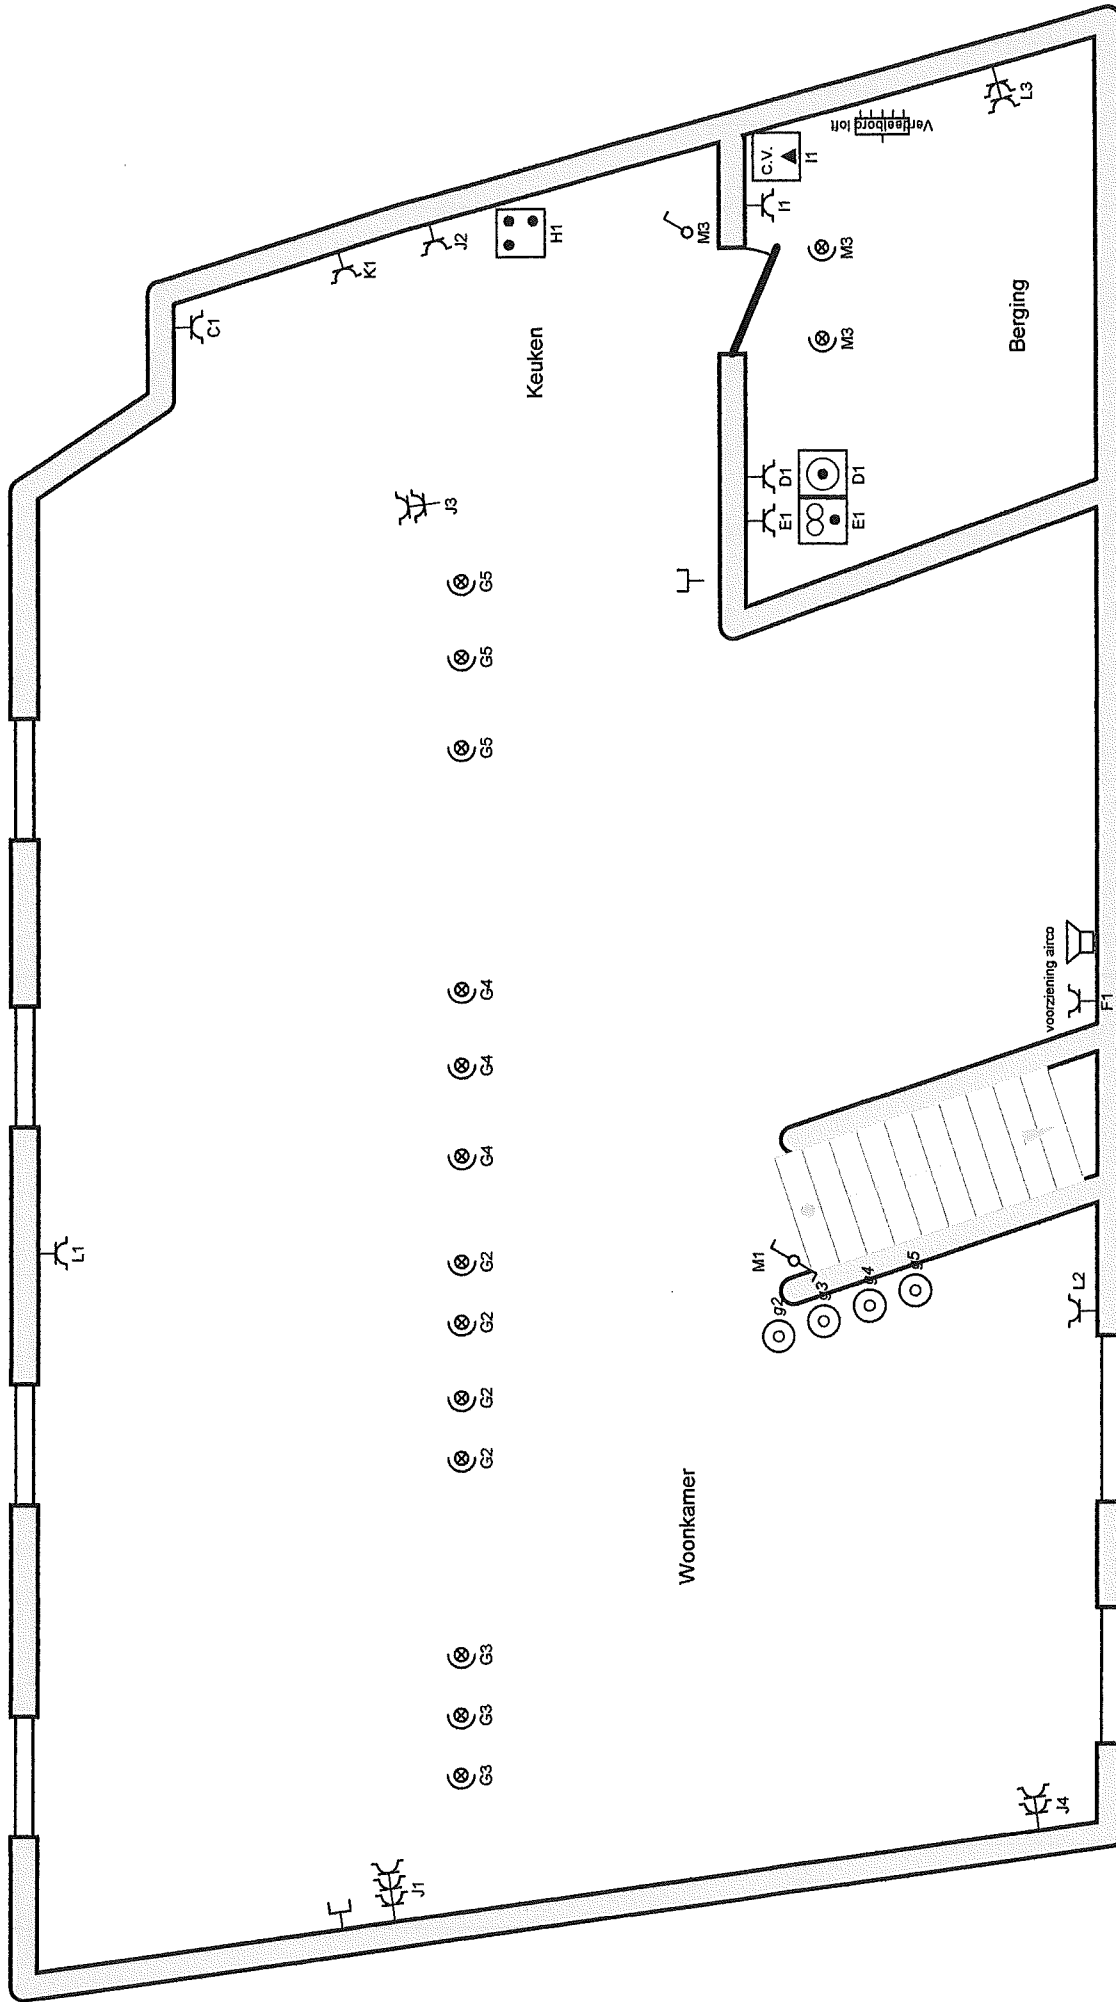 L1
C1
K1
J1
J3
J2
G3
G3
G3
G2
G2
G2
G2
G4
G4
G4
G5
G5
G5
Keuken
H1
Woonkamer
M3
M1
C.V.
g2
E1
D1
I1
I1
g3
M3
M3
E1
D1
g4
Verdeelbord loft
g5
Berging
L3
voorziening airco
J4
L2
F1